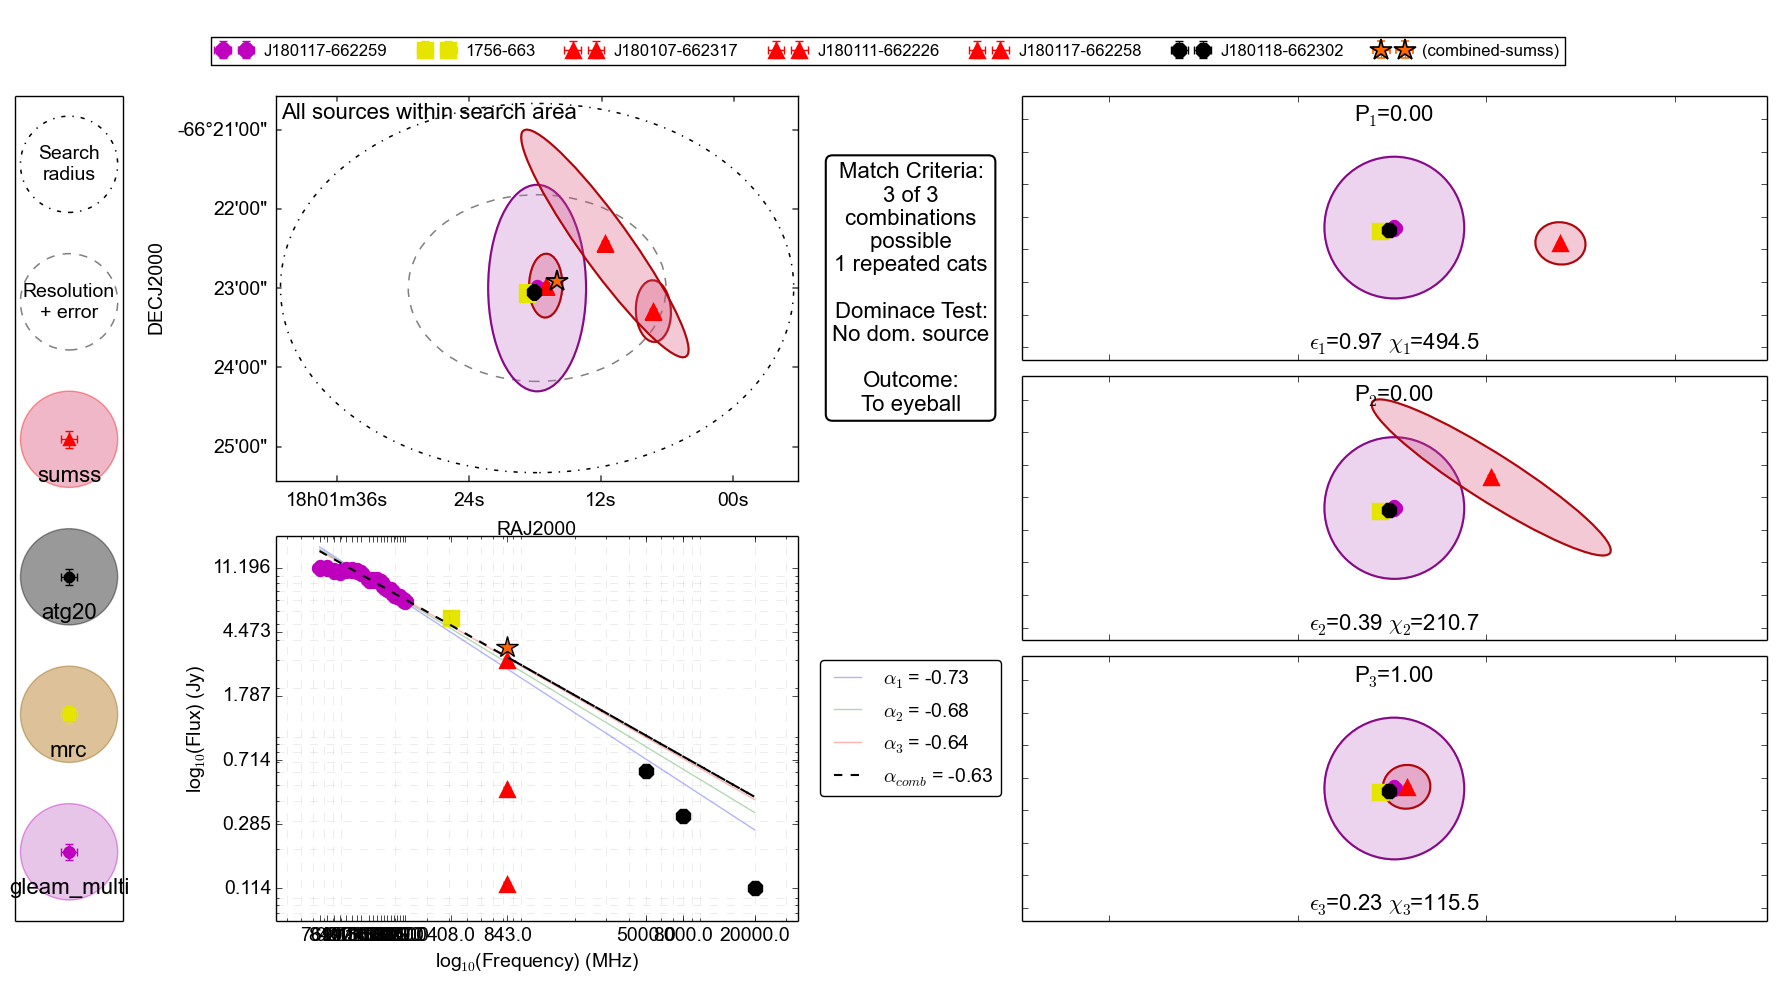 J180117-662259 1756-663 J180107-662317 J180111-662226 J180117-662258 J180118-662302 (combined-sumss)
Search
radius
Resolution
+ error
sumss
atg20
mrc
gleam_multi
All sources within search area
DECJ2000
-66°21'00"
22'00"
23'00"
24'00"
25'00"
18h01m36s 24s 12s 00s
RAJ2000
Match Criteria:
3 of 3
combinations
possible
1 repeated cats
Dominace Test:
No dom. source
Outcome:
To eyeball
P₁=0.00
ϵ₁=0.97 χ₁=494.5
P₂=0.00
ϵ₂=0.39 χ₂=210.7
P₃=1.00
ϵ₃=0.23 χ₃=115.5
log₁₀(Flux) (Jy)
11.196
4.473
1.787
0.714
0.285
0.114
408.0 843.0 5000.0 8000.0 20000.0
log₁₀(Frequency) (MHz)
α₁ = -0.73
α₂ = -0.68
α₃ = -0.64
α_comb = -0.63